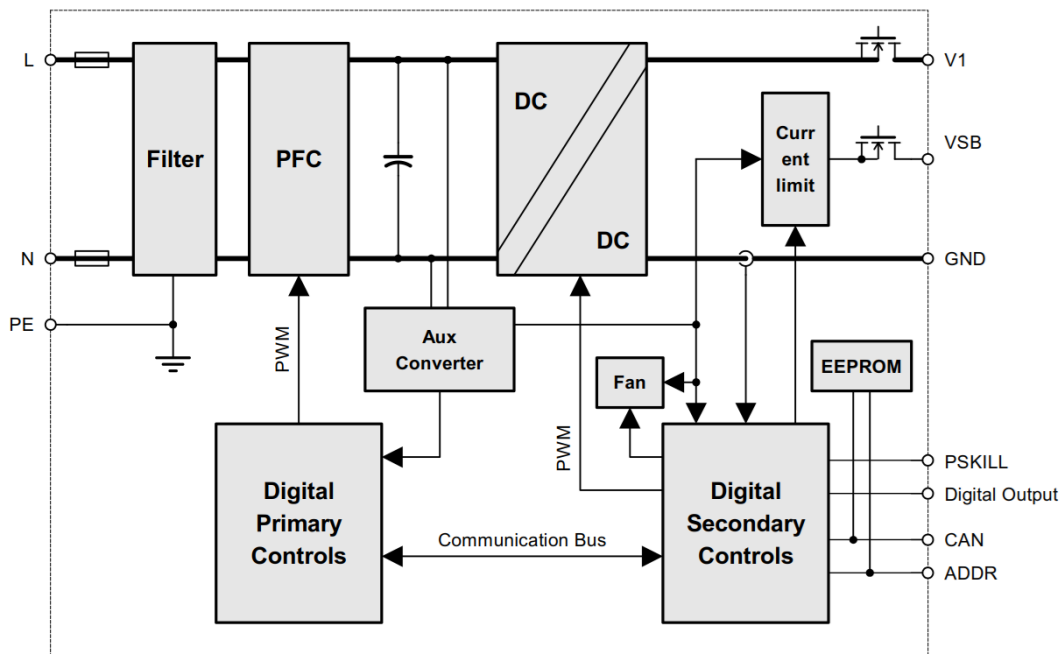 L
V1
DC
Curr
ent
limit
VSB
Filter
PFC
DC
N
GND
PE
PWM
Aux
Converter
EEPROM
Fan
PWM
PSKILL
Digital
Primary
Controls
Digital
Secondary
Controls
Digital Output
Communication Bus
CAN
ADDR